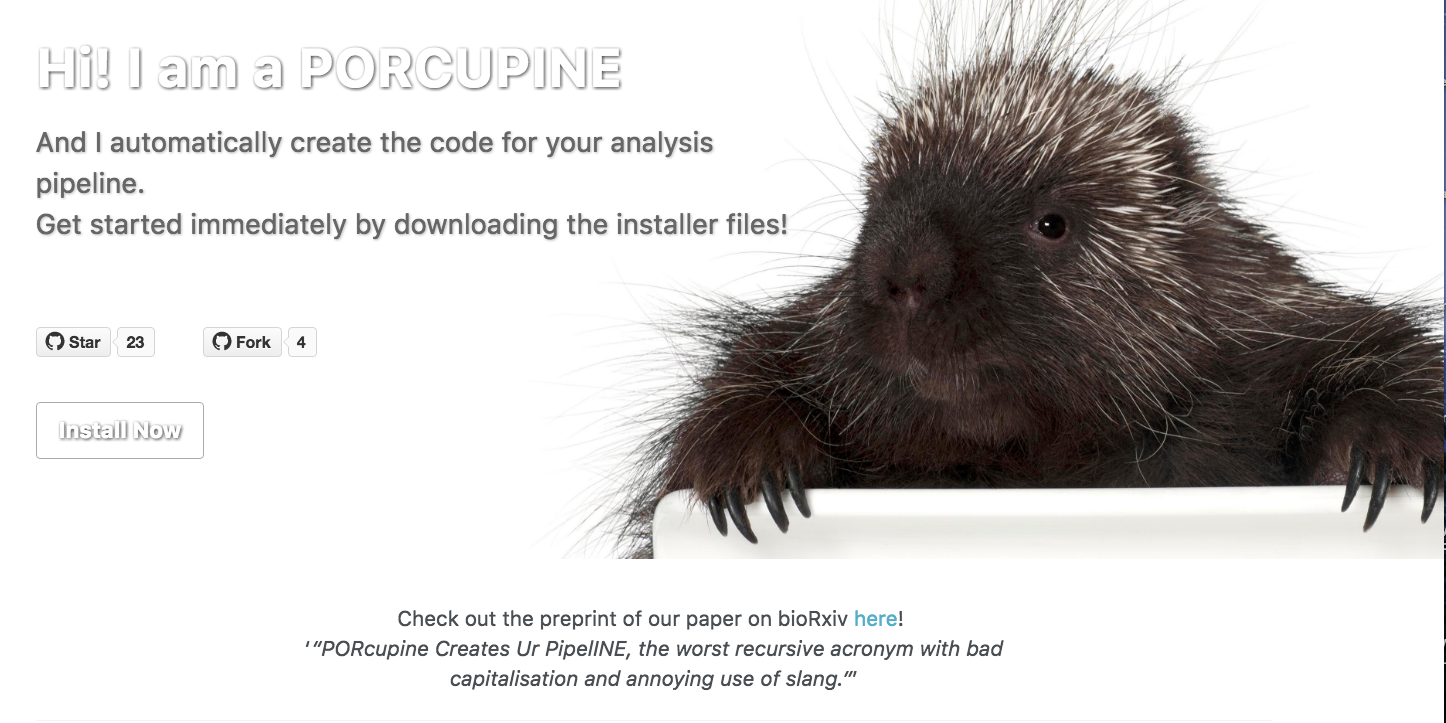 Hi! I am a PORCUPINE
And I automatically create the code for your analysis
pipeline.
Get started immediately by downloading the installer files!
Star 23 Fork 4
Install Now
Check out the preprint of our paper on bioRxiv here!
‘“PORcupine Creates Ur PipelINE, the worst recursive acronym with bad
capitalisation and annoying use of slang.”’